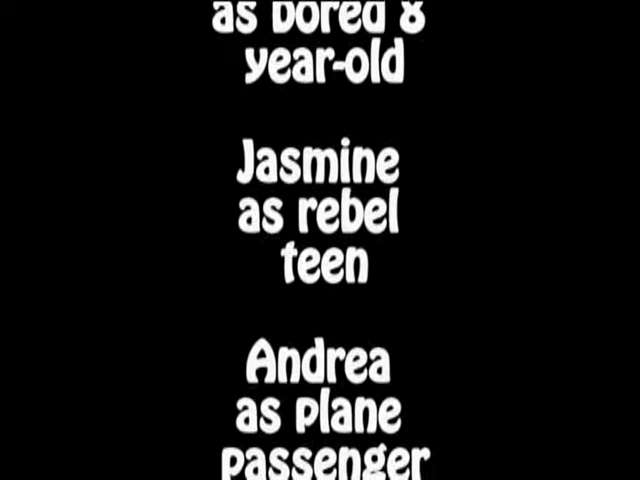 as bored 8
year-old
Jasmine
as rebel
teen
Andrea
as plane
passenger